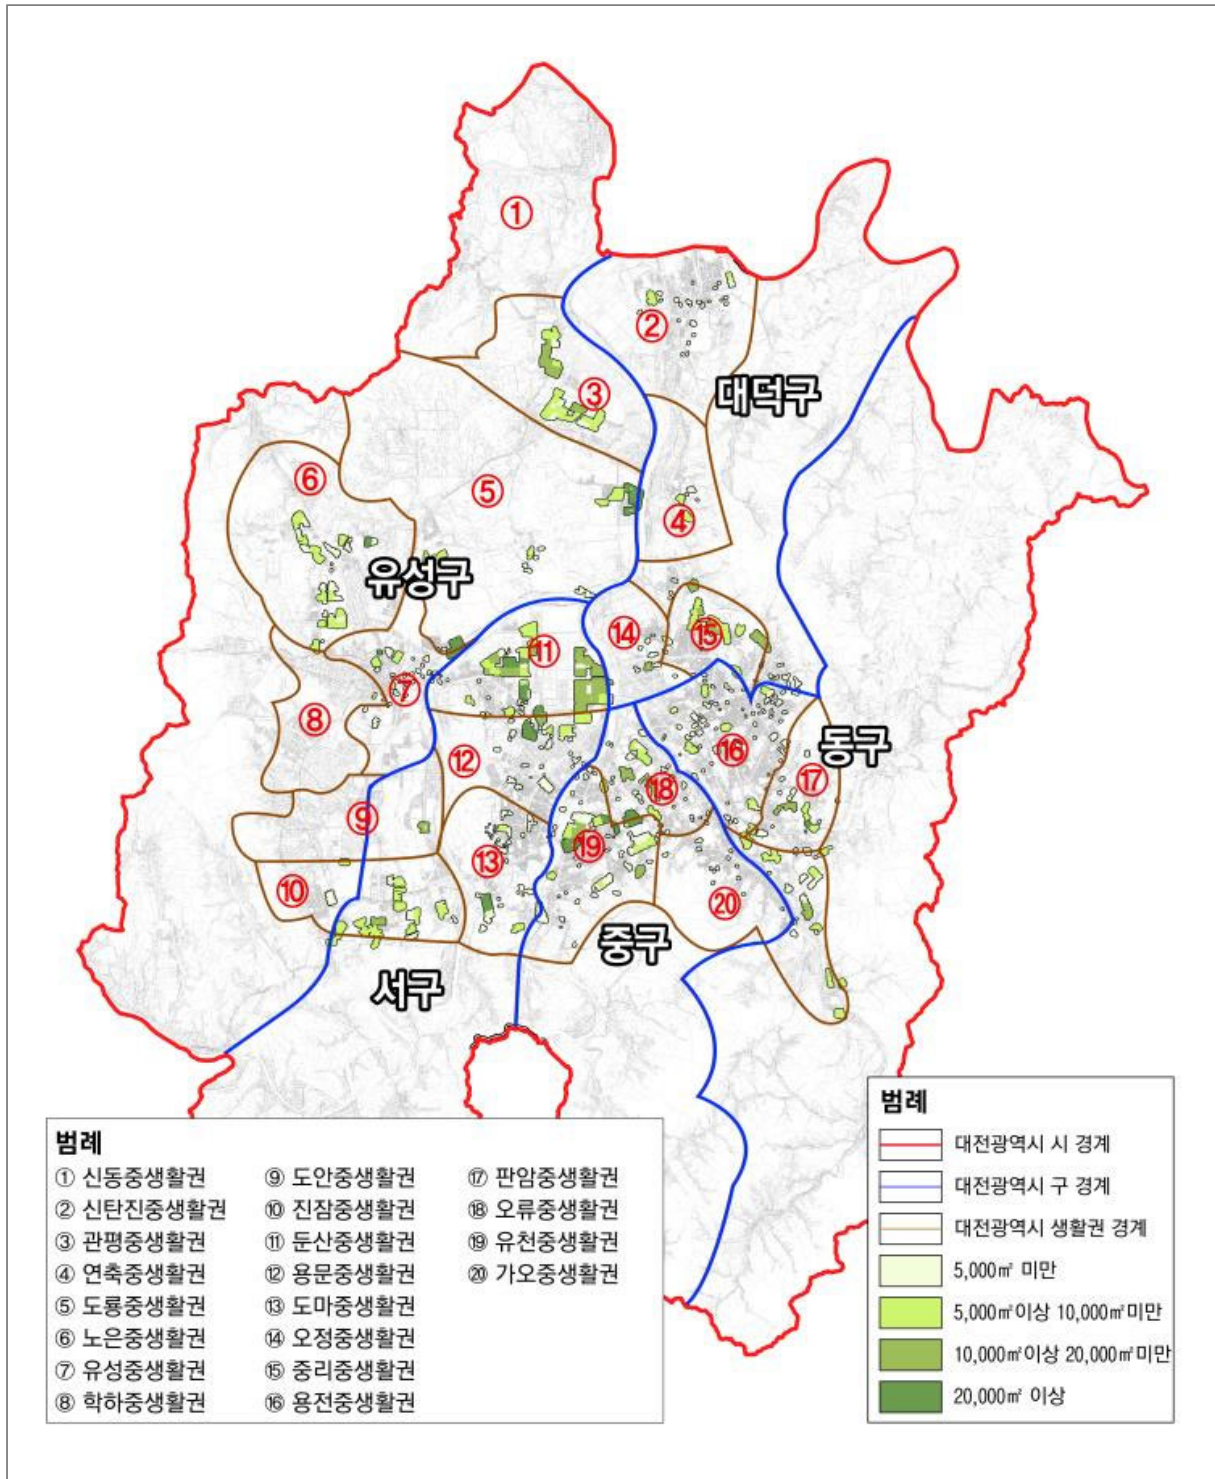 ①
②
대덕구
③
⑥
⑤
④
유성구
⑭
⑮
⑪
⑦
⑧
⑯
동구
⑫
⑰
⑱
⑨
⑲
⑬
⑩
⑳
중구
서구
범례
① 신동중생활권
② 신탄진중생활권
③ 관평중생활권
④ 연축중생활권
⑤ 도룡중생활권
⑥ 노은중생활권
⑦ 유성중생활권
⑧ 학하중생활권
⑨ 도안중생활권
⑩ 진잠중생활권
⑪ 둔산중생활권
⑫ 용문중생활권
⑬ 도마중생활권
⑭ 오정중생활권
⑮ 중리중생활권
⑯ 용전중생활권
⑰ 판암중생활권
⑱ 오류중생활권
⑲ 유천중생활권
⑳ 가오중생활권
범례
대전광역시 시 경계
대전광역시 구 경계
대전광역시 생활권 경계
5,000㎡ 미만
5,000㎡이상 10,000㎡미만
10,000㎡이상 20,000㎡미만
20,000㎡ 이상